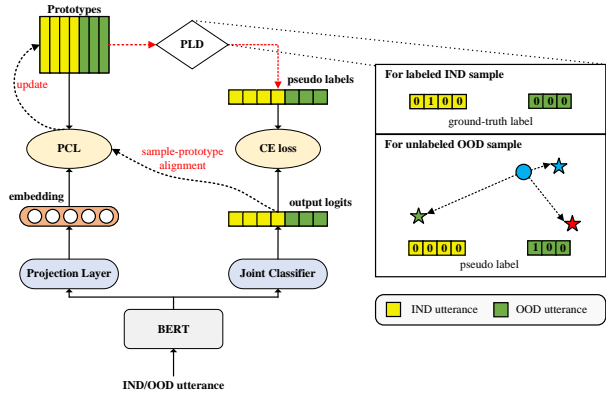 Prototypes
PLD
update
pseudo labels
PCL
CE loss
sample-prototype
alignment
embedding
output logits
Projection Layer
Joint Classifier
BERT
IND/OOD utterance
For labeled IND sample
0 1 0 0 0 0 0
ground-truth label
For unlabeled OOD sample
0 0 0 0 1 0 0
pseudo label
IND utterance OOD utterance